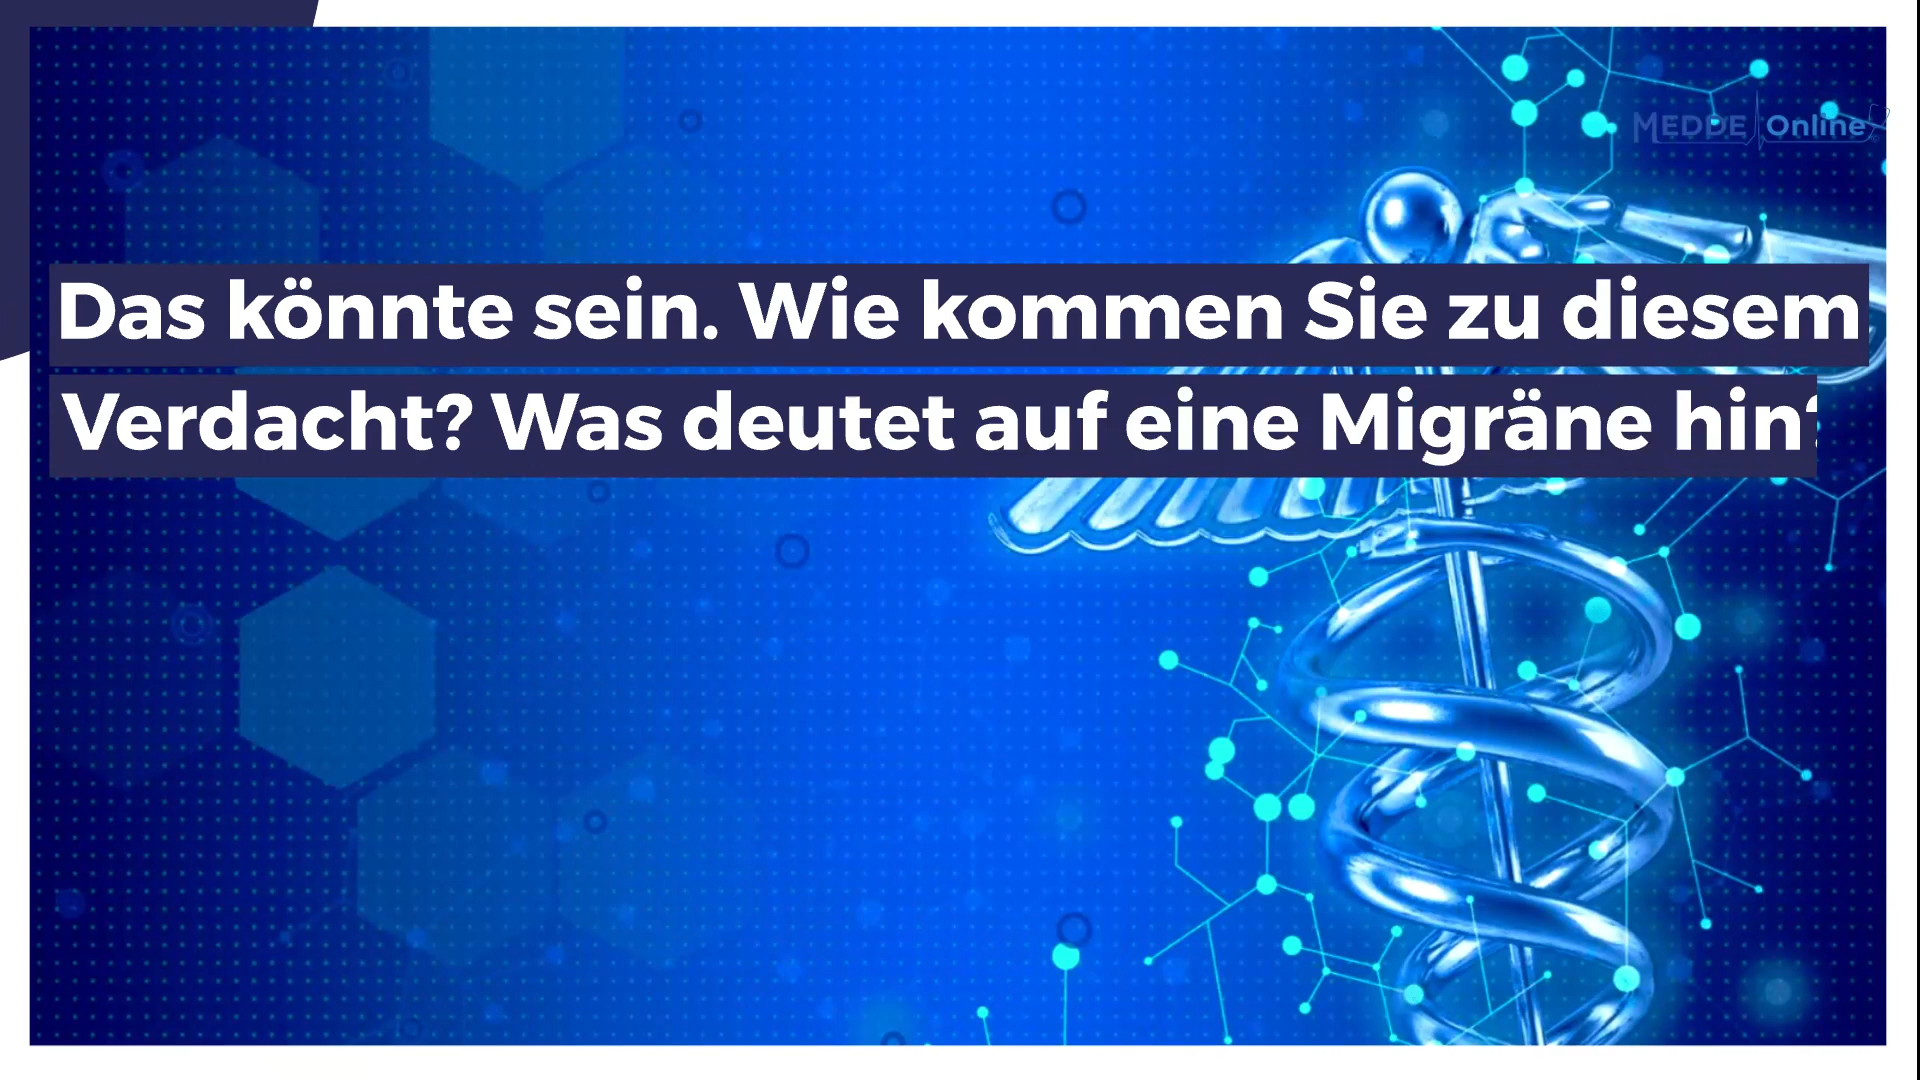 MEDDE Online
Das könnte sein. Wie kommen Sie zu diesem
Verdacht? Was deutet auf eine Migräne hin?